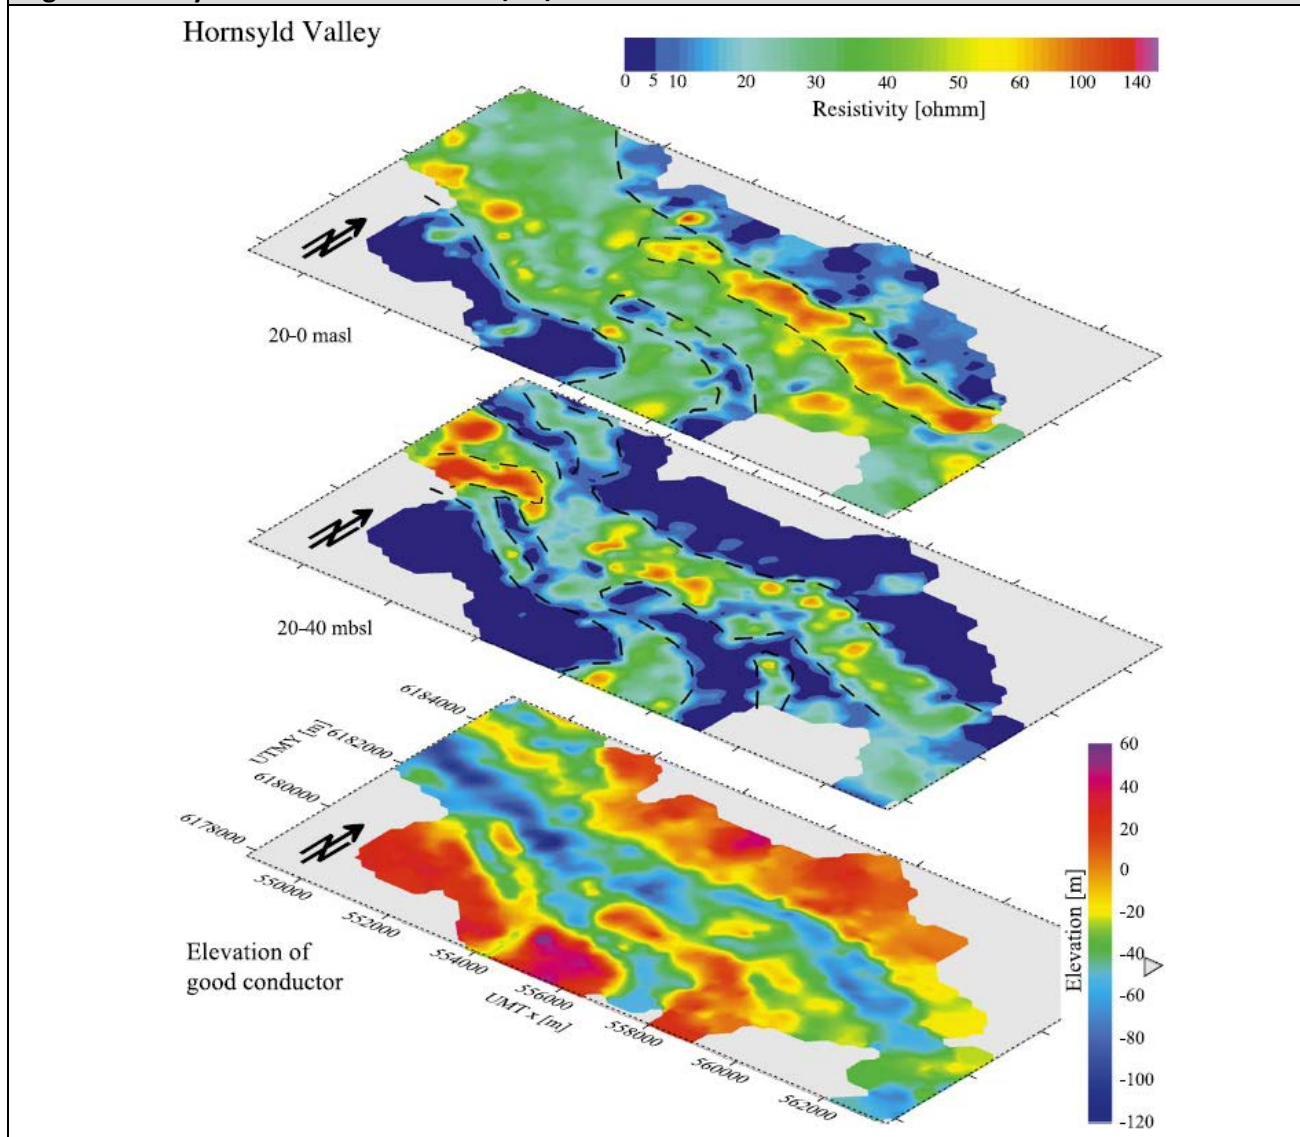 Hornsyld Valley
0 5 10 20 30 40 50 60 100 140
Resistivity [ohmm]
N
20-0 masl
N
20-40 mbsl
6184000
6182000
6180000
6178000
UTMY [m]
N
550000
552000
554000
556000
558000
560000
562000
UMT x [m]
Elevation of
good conductor
Elevation [m]
60
40
20
0
-20
-40
-60
-80
-100
-120